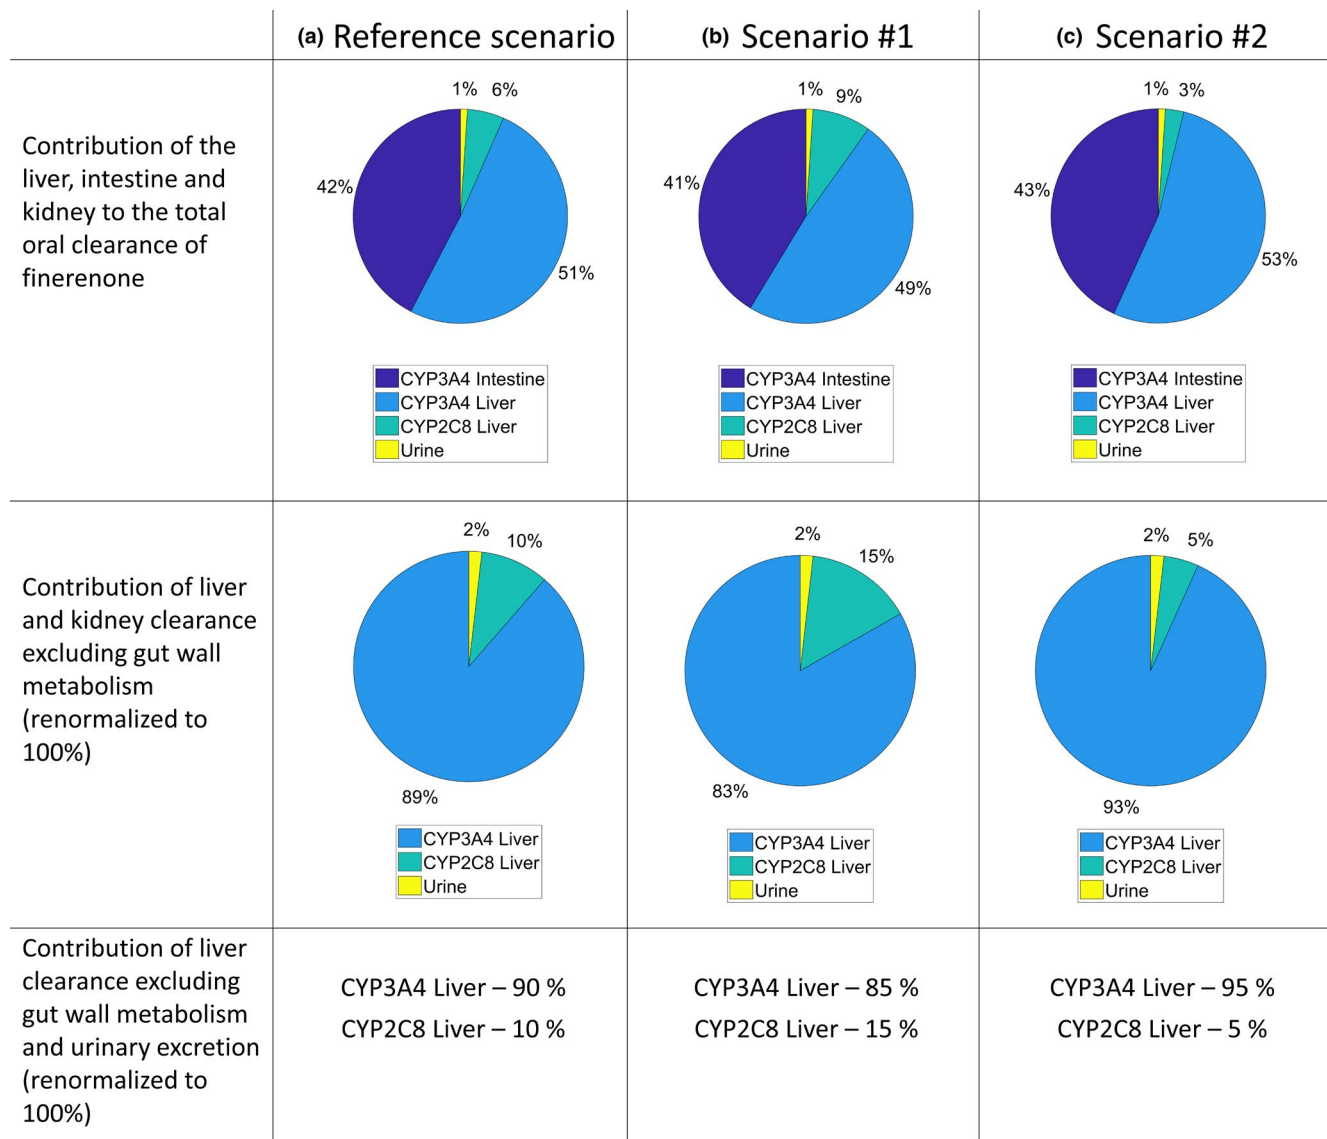 (a) Reference scenario
(b) Scenario #1
(c) Scenario #2
Contribution of the
liver, intestine and
kidney to the total
oral clearance of
finerenone
1%
6%
42%
51%
CYP3A4 Intestine
CYP3A4 Liver
CYP2C8 Liver
Urine
1%
9%
41%
49%
CYP3A4 Intestine
CYP3A4 Liver
CYP2C8 Liver
Urine
1%
3%
43%
53%
CYP3A4 Intestine
CYP3A4 Liver
CYP2C8 Liver
Urine
Contribution of liver
and kidney clearance
excluding gut wall
metabolism
(renormalized to
100%)
2%
10%
89%
CYP3A4 Liver
CYP2C8 Liver
Urine
2%
15%
83%
CYP3A4 Liver
CYP2C8 Liver
Urine
2%
5%
93%
CYP3A4 Liver
CYP2C8 Liver
Urine
Contribution of liver
clearance excluding
gut wall metabolism
and urinary excretion
(renormalized to
100%)
CYP3A4 Liver – 90 %
CYP2C8 Liver – 10 %
CYP3A4 Liver – 85 %
CYP2C8 Liver – 15 %
CYP3A4 Liver – 95 %
CYP2C8 Liver – 5 %